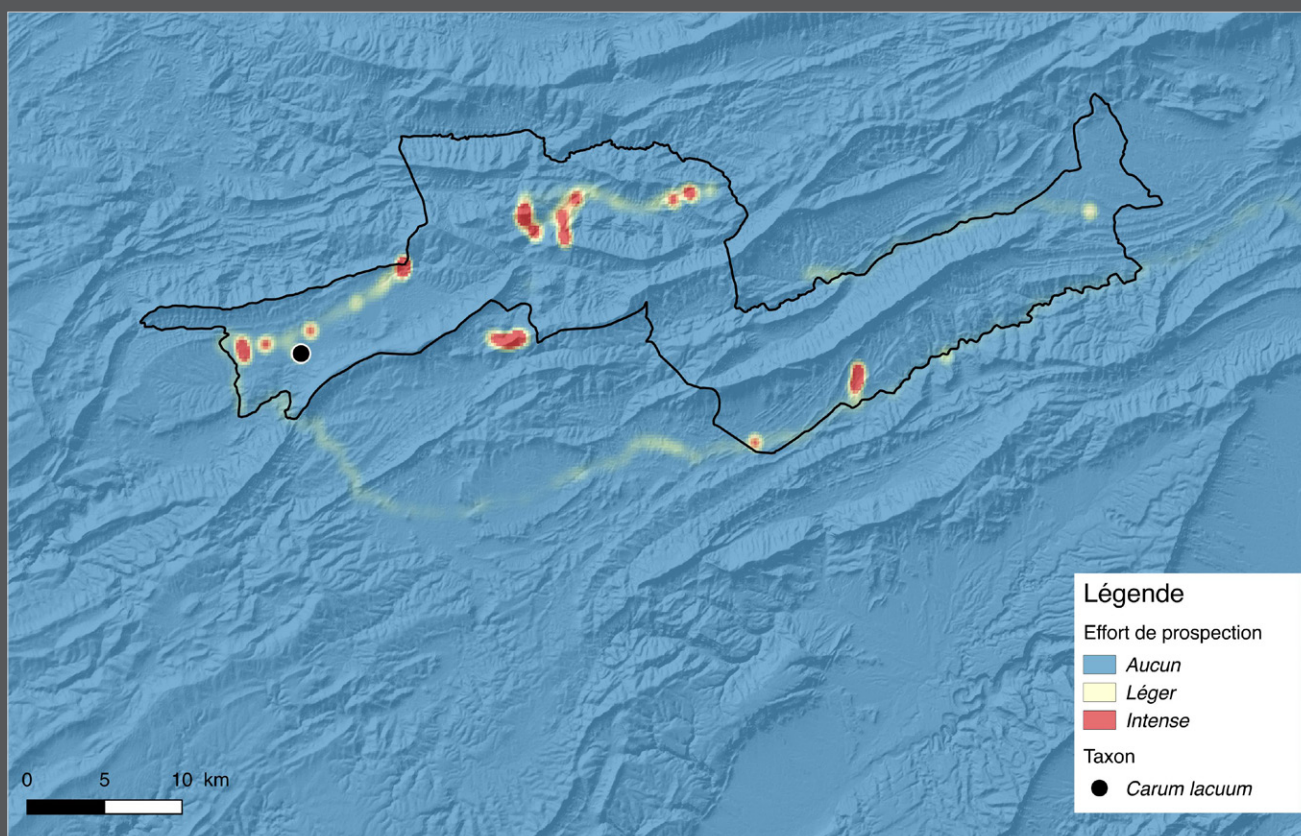 Légende
Effort de prospection
Aucun
Léger
Intense
Taxon
Carum lacuum
0 5 10 km